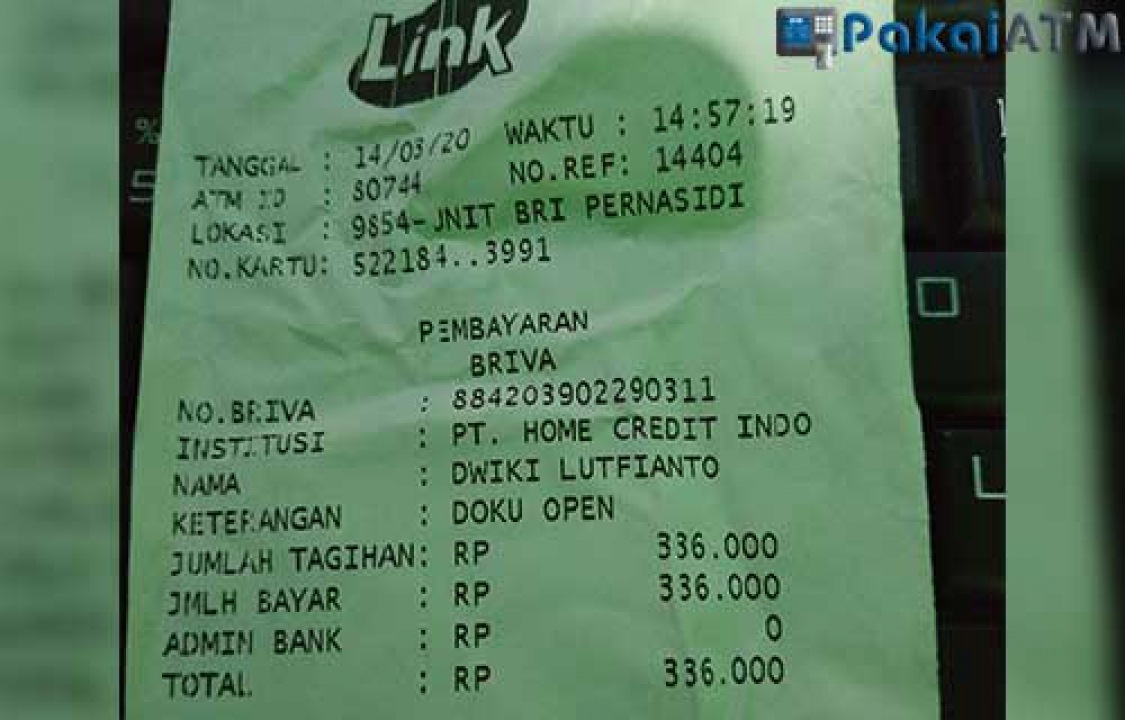 Link
PakaiATM
TANGGAL : 14/03/20 WAKTU : 14:57:19
ATM ID : 80744 NO.REF: 14404
LOKASI : 9854-UNIT BRI PERNASIDI
NO.KARTU: 522184..3991
PEMBAYARAN
BRIVA
NO.BRIVA : 884203902290311
INSTITUSI : PT. HOME CREDIT INDO
NAMA : DWIKI LUTFIANTO
KETERANGAN : DOKU OPEN
JUMLAH TAGIHAN: RP 336.000
JMLH BAYAR : RP 336.000
ADMIN BANK : RP 0
TOTAL : RP 336.000